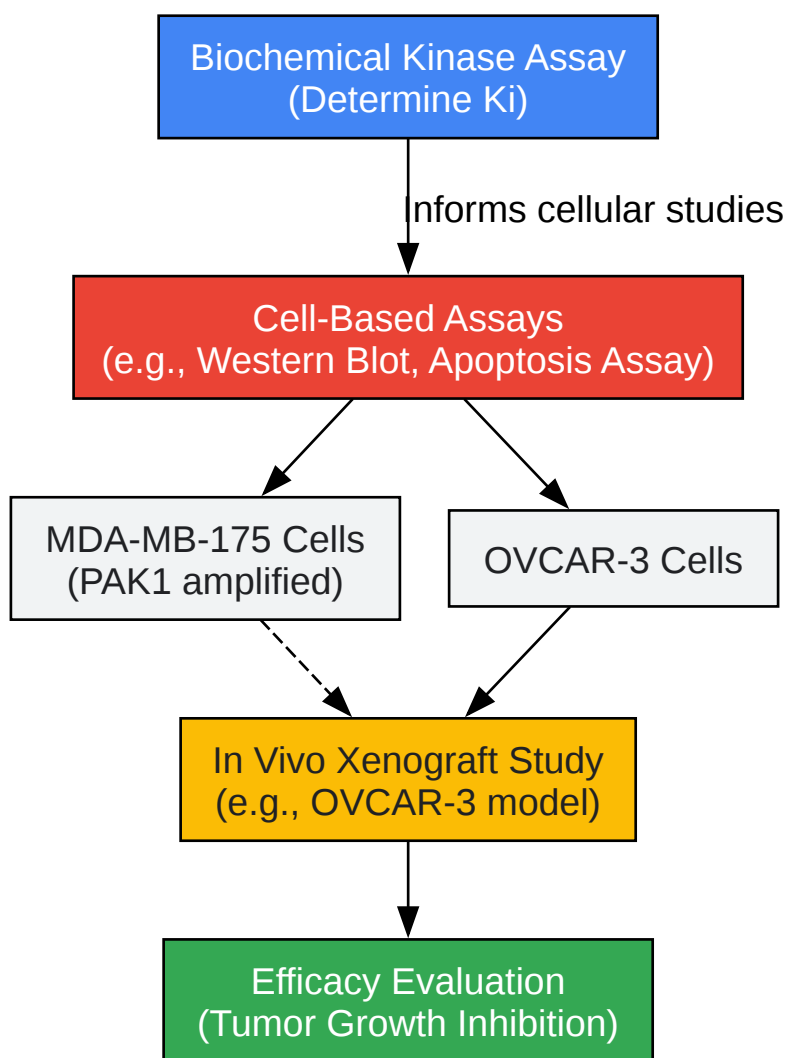 Biochemical Kinase Assay
(Determine Ki)
Informs cellular studies
Cell-Based Assays
(e.g., Western Blot, Apoptosis Assay)
MDA-MB-175 Cells
(PAK1 amplified)
OVCAR-3 Cells
In Vivo Xenograft Study
(e.g., OVCAR-3 model)
Efficacy Evaluation
(Tumor Growth Inhibition)